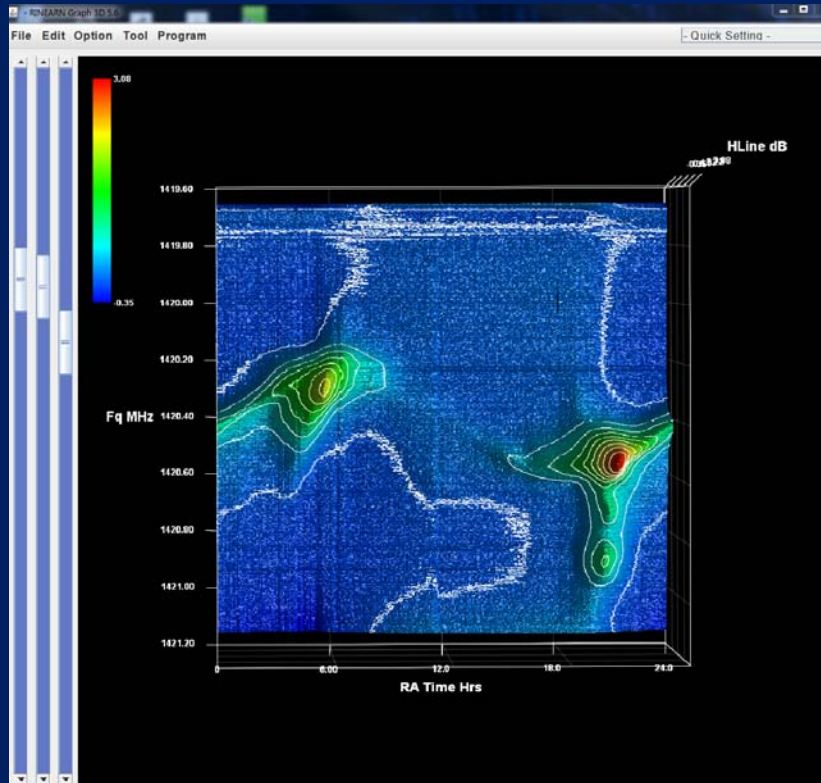 - RINEARN Graph 3D 5.6
File Edit Option Tool Program
- Quick Setting -
3.08
-0.35
HLine dB
1419.60
1419.80
1420.00
1420.20
1420.40
Fq MHz
1420.60
1420.80
1421.00
1421.20
0 6.00 12.0 18.0 24.0
RA Time Hrs